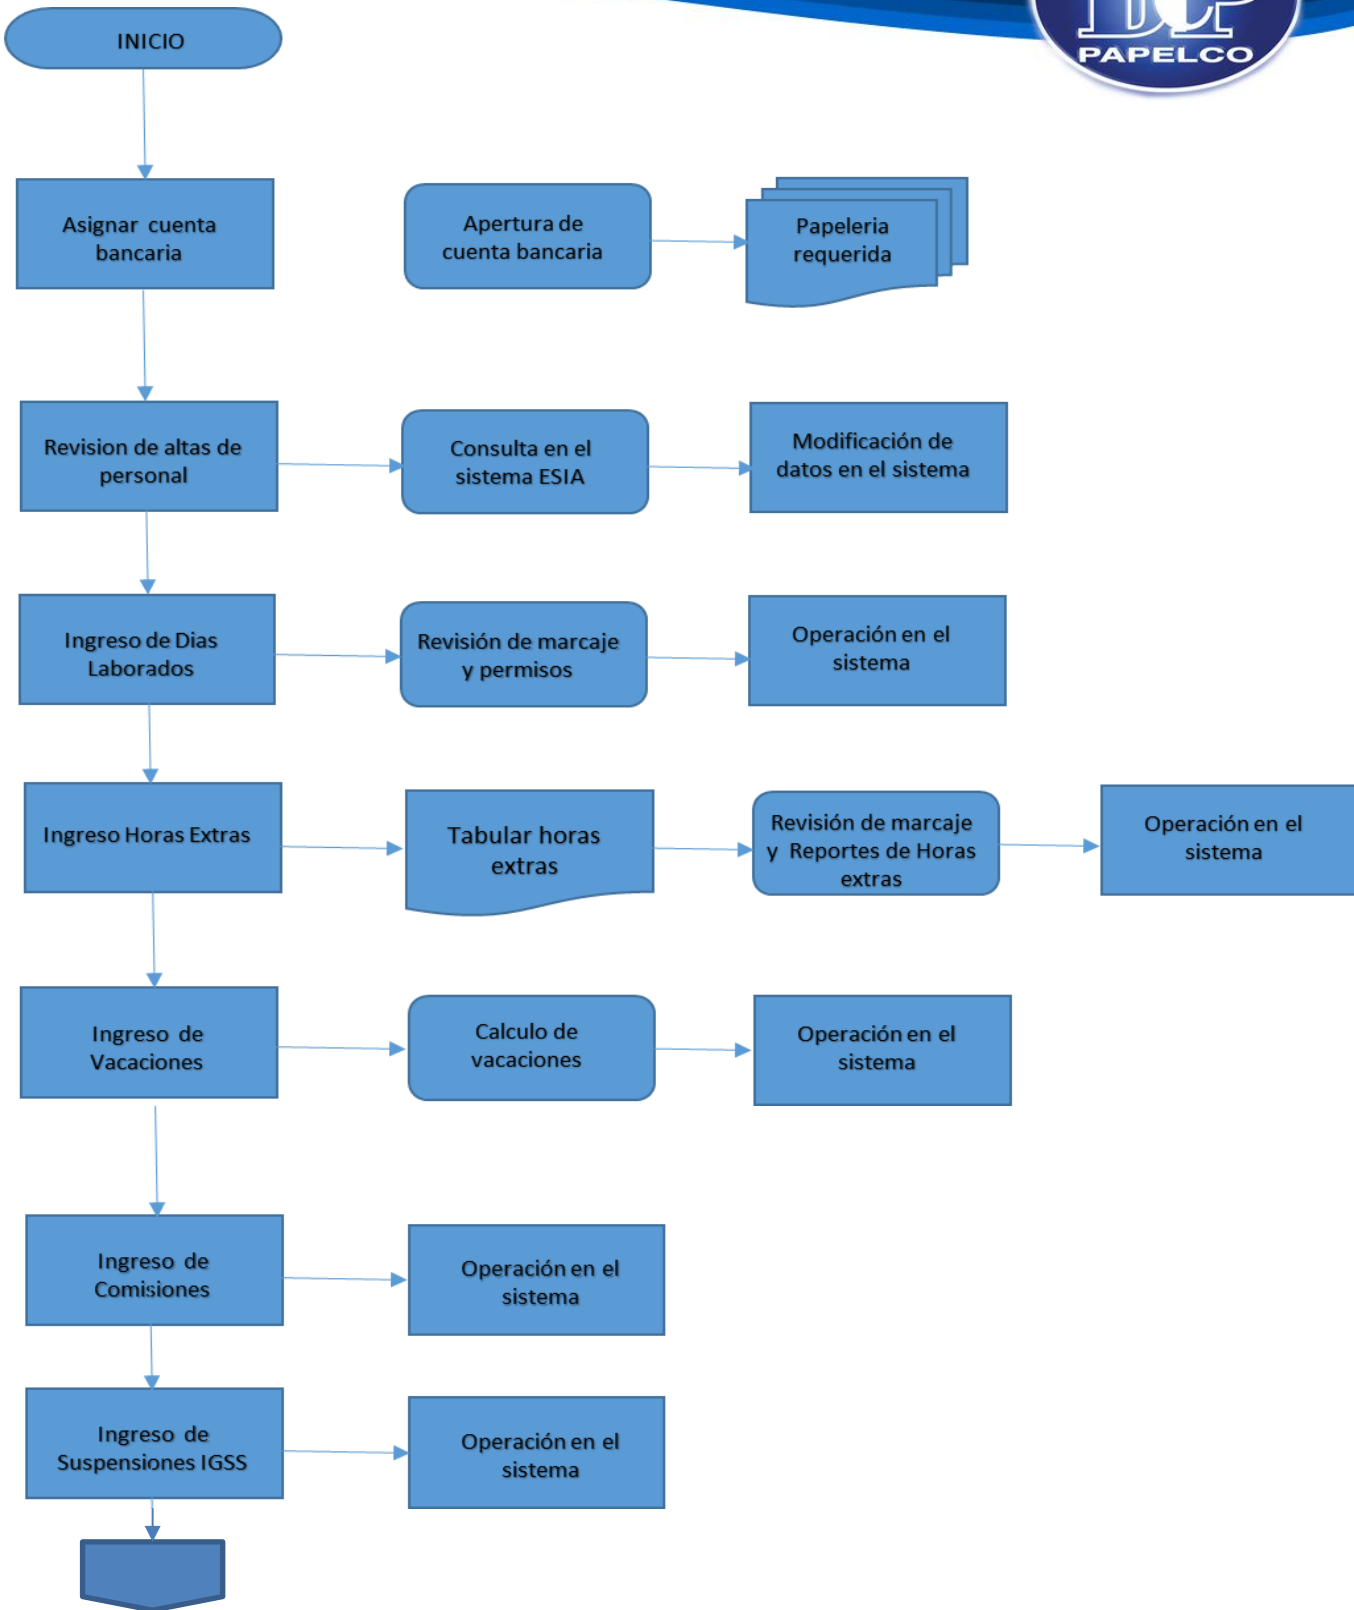 PAPELCO
INICIO
Asignar cuenta
bancaria
Apertura de
cuenta bancaria
Papeleria
requerida
Revision de altas de
personal
Consulta en el
sistema ESIA
Modificación de
datos en el sistema
Ingreso de Dias
Laborados
Revisión de marcaje
y permisos
Operación en el
sistema
Ingreso Horas Extras
Tabular horas
extras
Revisión de marcaje
y Reportes de Horas
extras
Operación en el
sistema
Ingreso de
Vacaciones
Calculo de
vacaciones
Operación en el
sistema
Ingreso de
Comisiones
Operación en el
sistema
Ingreso de
Suspensiones IGSS
Operación en el
sistema